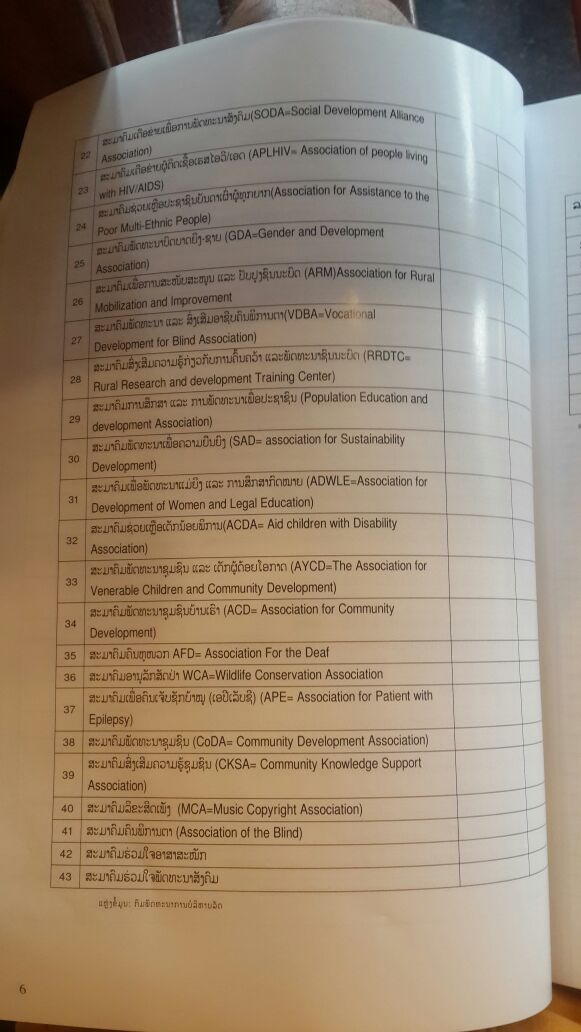 22 ສະມາຄົມເຄືອຂ່າຍເພື່ອການພັດທະນາສັງຄົມ(SODA=Social Development Alliance
Association)
23 ສະມາຄົມເຄືອຂ່າຍຜູ້ຕິດເຊື້ອເຮສໄອວີ/ເອດ (APLHIV= Association of people living
with HIV/AIDS)
24 ສະມາຄົມຊ່ວຍເຫຼືອປະຊາຊົນບັນດາເຜົ່າຜູ້ທຸກຍາກ(Association for Assistance to the
Poor Multi-Ethnic People)
25 ສະມາຄົມພັດທະນາບົດບາດຍິງ-ຊາຍ (GDA=Gender and Development
Association)
26 ສະມາຄົມເພື່ອການສະໜັບສະໜູນ ແລະ ປັບປູງຊົນນະບົດ (ARM)Association for Rural
Mobilization and Improvement
27 ສະມາຄົມພັດທະນາ ແລະ ສົ່ງເສີມອາຊີບຄົນພິການຕາ(VDBA=Vocational
Development for Blind Association)
28 ສະມາຄົມສົ່ງເສີມຄວາມຮູ້ກ່ຽວກັບການຄົ້ນຄວ້າ ແລະພັດທະນາຊົນນະບົດ (RRDTC=
Rural Research and development Training Center)
29 ສະມາຄົມການສຶກສາ ແລະ ການພັດທະນາເພື່ອປະຊາຊົນ (Population Education and
development Association)
30 ສະມາຄົມພັດທະນາເພື່ອຄວາມຍືນຍົງ (SAD= association for Sustainability
Development)
31 ສະມາຄົມເພື່ອພັດທະນາແມ່ຍິງ ແລະ ການສຶກສາກົດໝາຍ (ADWLE=Association for
Development of Women and Legal Education)
32 ສະມາຄົມຊ່ວຍເຫຼືອເດັກນ້ອຍພິການ(ACDA= Aid children with Disability
Association)
33 ສະມາຄົມພັດທະນາຊຸມຊົນ ແລະ ເດັກຜູ້ດ້ອຍໂອກາດ (AYCD=The Association for
Venerable Children and Community Development)
34 ສະມາຄົມພັດທະນາຊຸມຊົນບ້ານເຮົາ (ACD= Association for Community
Development)
35 ສະມາຄົມຄົນຫູໜວກ AFD= Association For the Deaf
36 ສະມາຄົມອານຸລັກສັດປ່າ WCA=Wildlife Conservation Association
37 ສະມາຄົມເພື່ອຄົນເຈັບຊັກບ້າໝູ (ເອປີເລັບຊີ) (APE= Association for Patient with
Epilepsy)
38 ສະມາຄົມພັດທະນາຊຸມຊົນ (CoDA= Community Development Association)
39 ສະມາຄົມສົ່ງເສີມຄວາມຮູ້ຊຸມຊົນ (CKSA= Community Knowledge Support
Association)
40 ສະມາຄົມລິຂະສິດເພັງ (MCA=Music Copyright Association)
41 ສະມາຄົມຄົນພິການຕາ (Association of the Blind)
42 ສະມາຄົມຮ່ວມໃຈອາສາສະໝັກ
43 ສະມາຄົມຮ່ວມໃຈພັດທະນາສັງຄົມ
ແຫຼ່ງຂໍ້ມູນ: ກົມພັດທະນາການບໍລິຫານລັດ
6